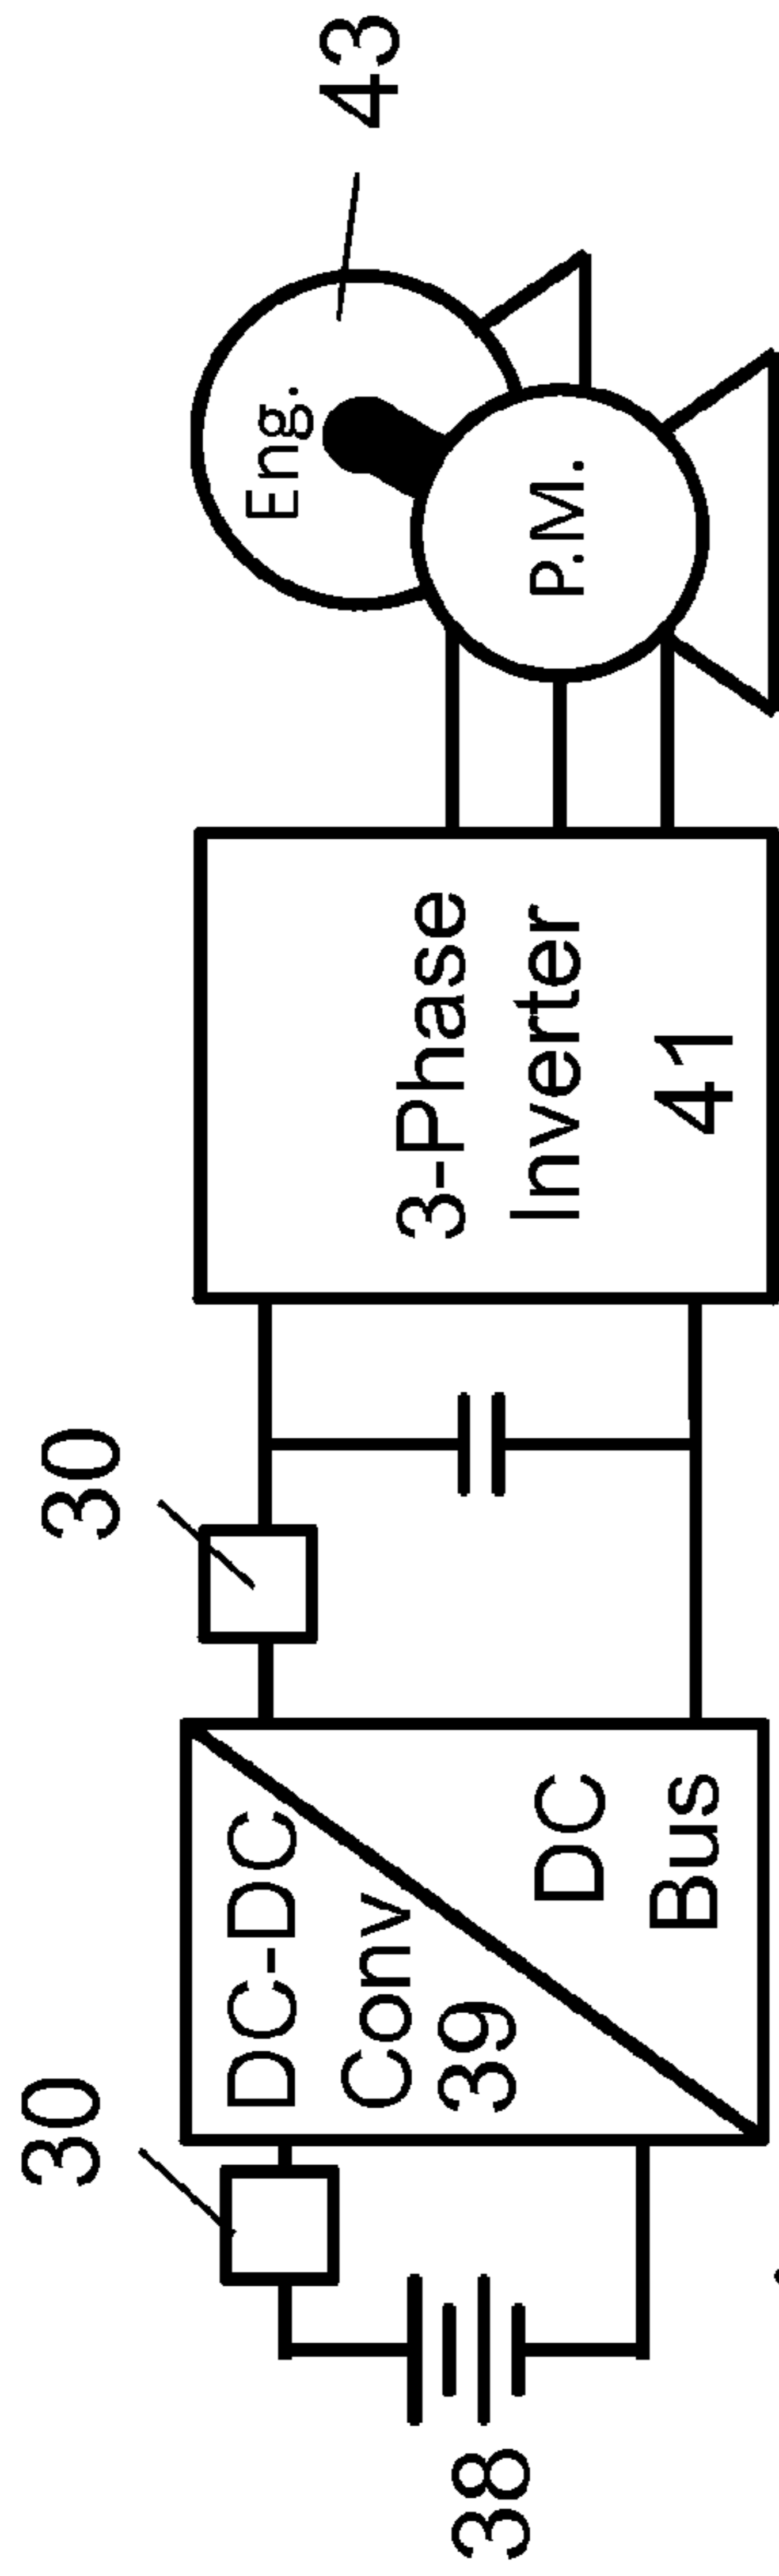 30
30
38
DC-DC
Conv
39
DC
Bus
3-Phase
Inverter
41
Eng.
P.M.
43